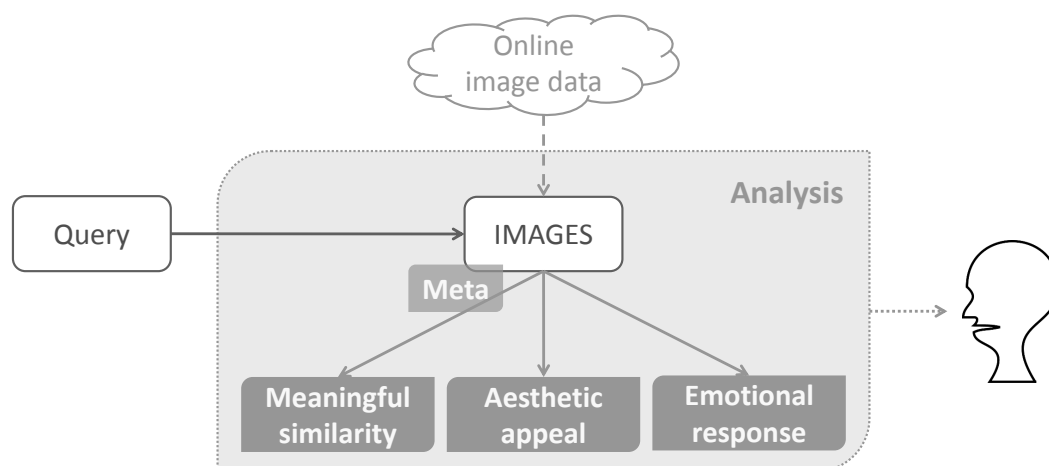 Online
image data
Analysis
Query
IMAGES
Meta
Meaningful
similarity
Aesthetic
appeal
Emotional
response